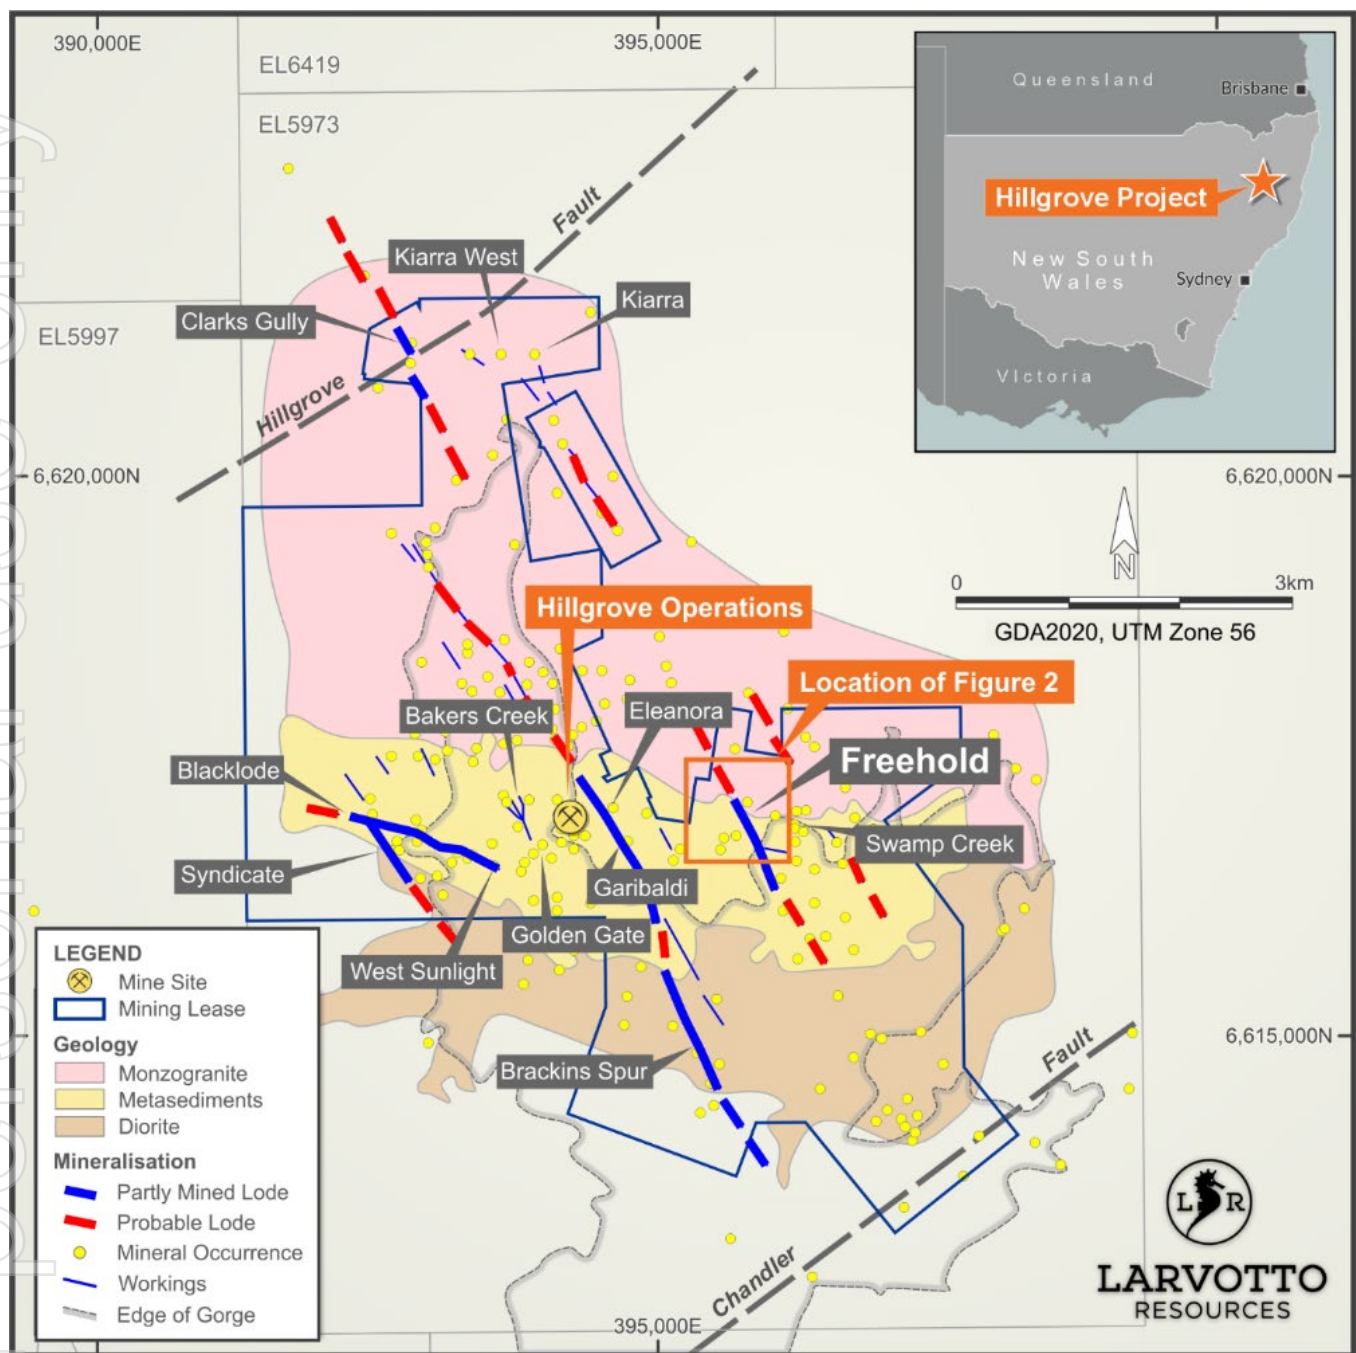 390,000E
395,000E
EL6419
EL5973
EL5997
Queensland
Brisbane
Hillgrove Project
New South
Wales
Sydney
VIctoria
Fault
Kiarra West
Kiarra
Clarks Gully
Hillgrove
6,620,000N
6,620,000N
N
0
3km
GDA2020, UTM Zone 56
Hillgrove Operations
Location of Figure 2
Bakers Creek
Eleanora
Freehold
Blacklode
Swamp Creek
Syndicate
Garibaldi
Golden Gate
West Sunlight
Brackins Spur
6,615,000N
Fault
Chandler
395,000E
LEGEND
Mine Site
Mining Lease
Geology
Monzogranite
Metasediments
Diorite
Mineralisation
Partly Mined Lode
Probable Lode
Mineral Occurrence
Workings
Edge of Gorge
L R
LARVOTTO
RESOURCES